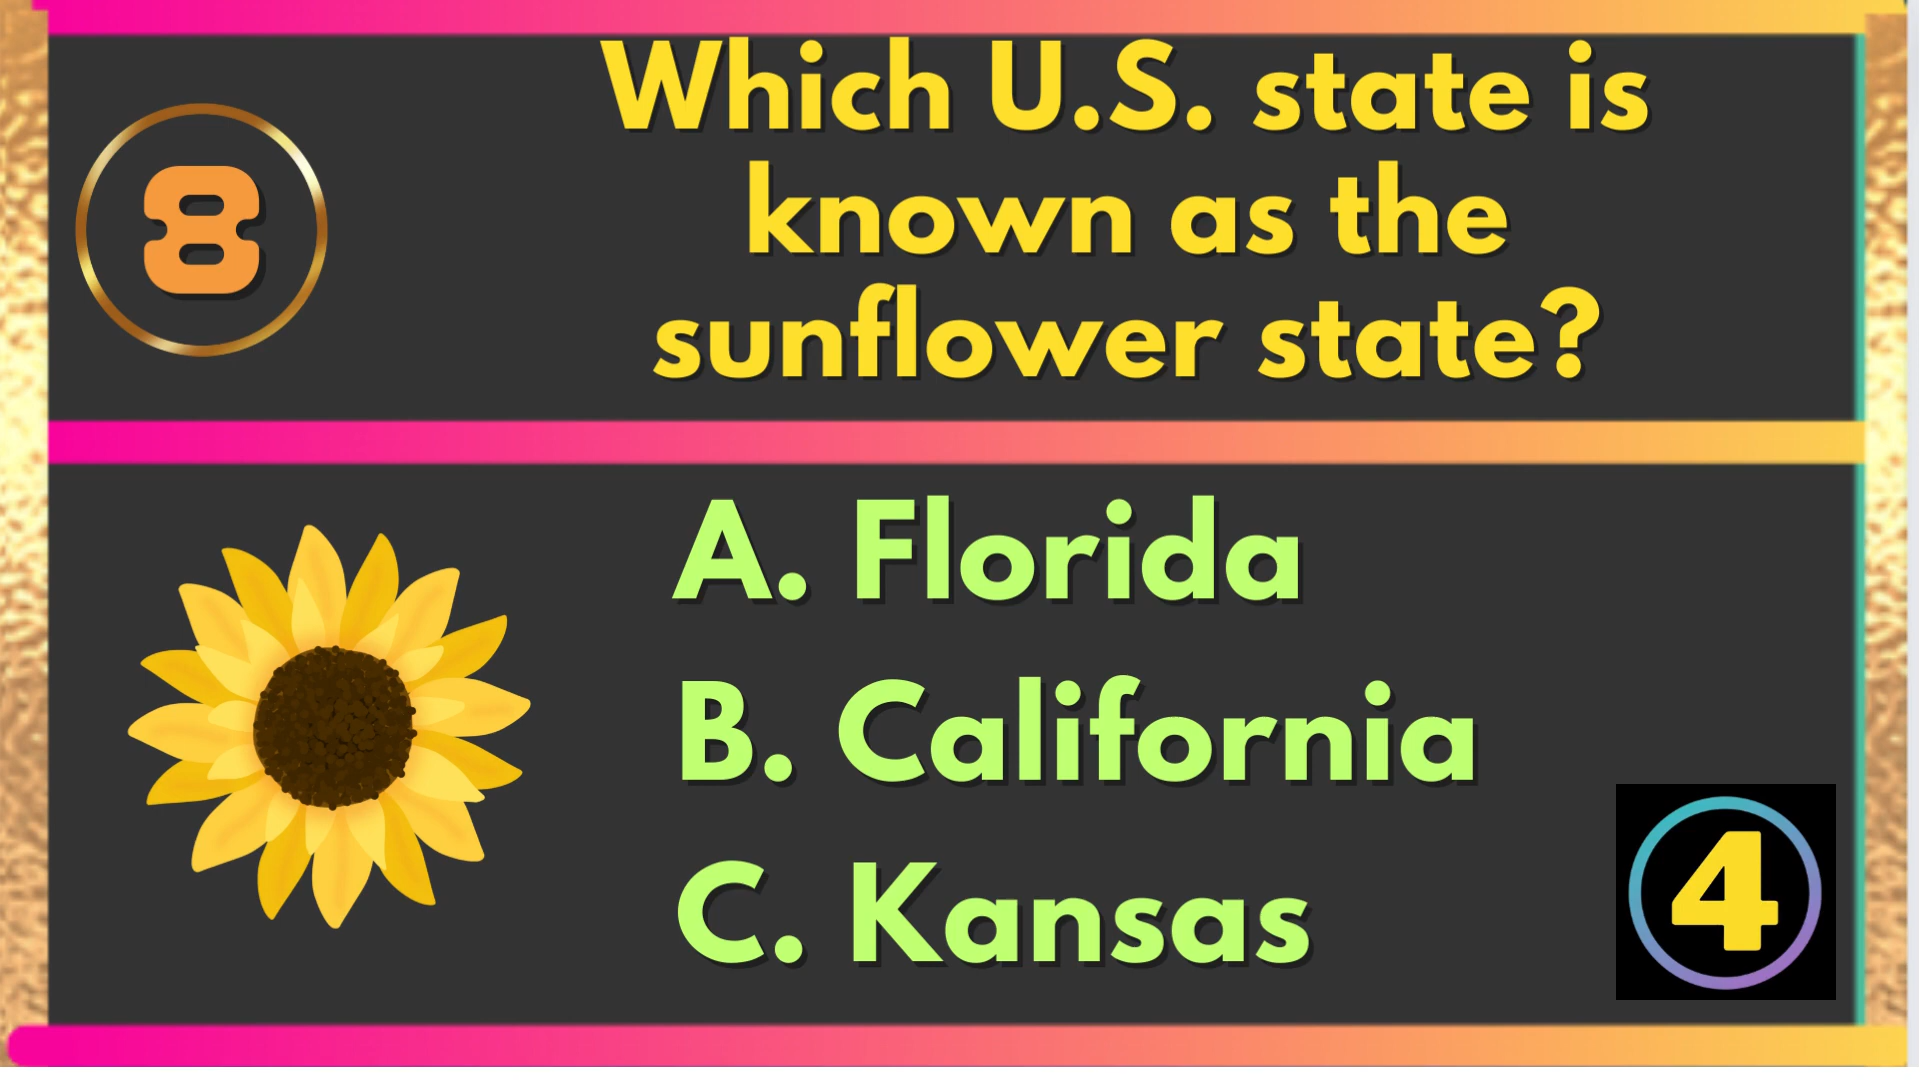 8
Which U.S. state is
known as the
sunflower state?
A. Florida
B. California
C. Kansas
4